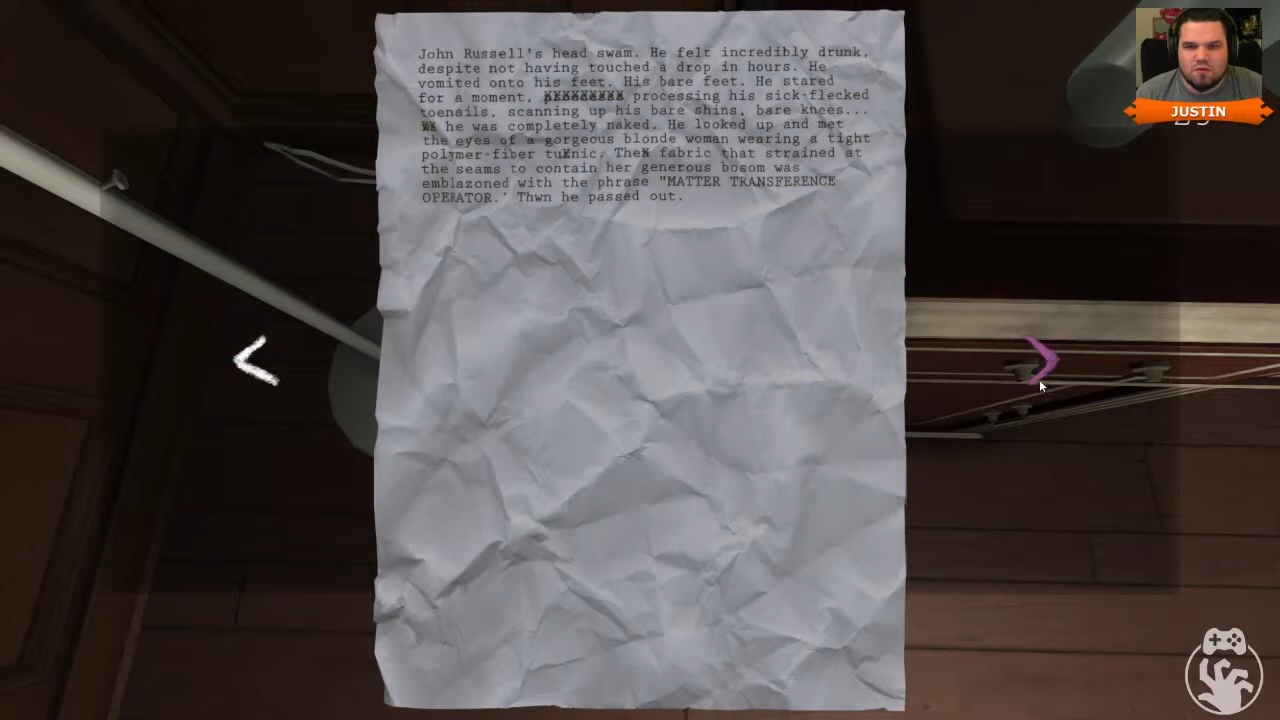 John Russell's head swam. He felt incredibly drunk,
despite not having touched a drop in hours. He
vomited onto his feet. His bare feet. He stared
for a moment, processing his sick-flecked
toenails, scanning up his bare shins, bare knees...
he was completely naked. He looked up and met
the eyes of a gorgeous blonde woman wearing a tight
polymer-fiber tuXnic. TheX fabric that strained at
the seams to contain her generous bosom was
emblazoned with the phrase "MATTER TRANSFERENCE
OPERATOR.' Thwn he passed out.
JUSTIN